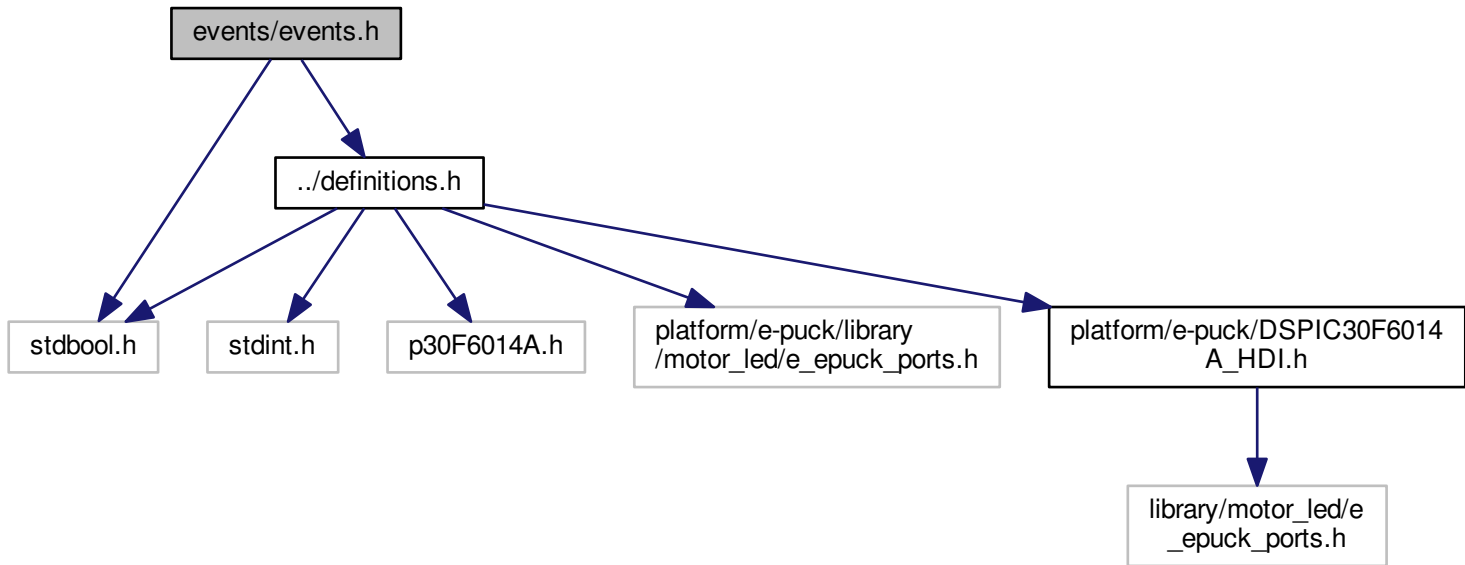 events/events.h
../definitions.h
stdbool.h
stdint.h
p30F6014A.h
platform/e-puck/library
/motor_led/e_epuck_ports.h
platform/e-puck/DSPIC30F6014
A_HDI.h
library/motor_led/e
_epuck_ports.h